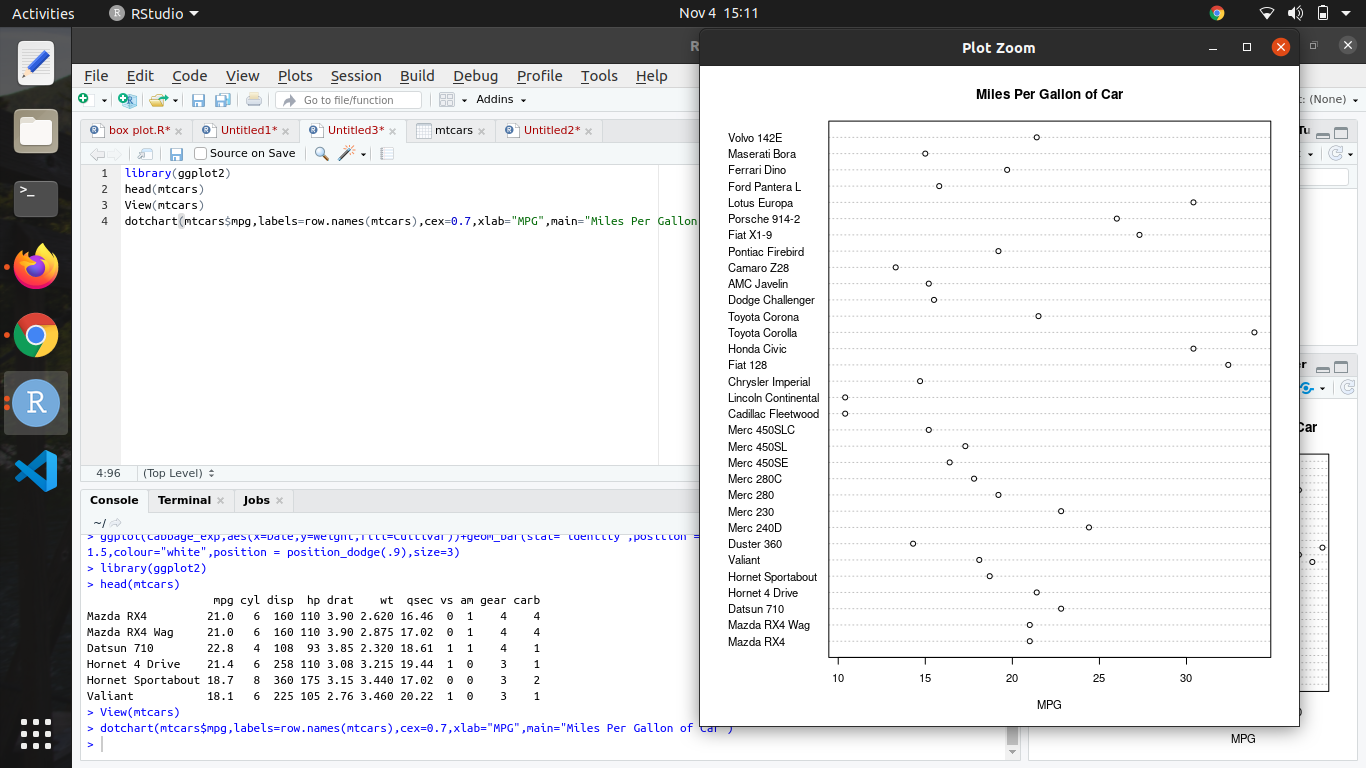 Activities RStudio Nov 4 15:11
R
Plot Zoom
File Edit Code View Plots Session Build Debug Profile Tools Help
Go to file/function Addins
: (None)
box plot.R* Untitled1* Untitled3* mtcars Untitled2*
Source on Save
1 library(ggplot2)
2 head(mtcars)
3 View(mtcars)
4 dotchart(mtcars$mpg,labels=row.names(mtcars),cex=0.7,xlab="MPG",main="Miles Per Gallon
4:96 (Top Level)
Console Terminal Jobs
~/
> ggplot(cabbage_exp,aes(x=Date,y=Weight,fill=Cultivar))+geom_bar(stat="identity",position =
1.5,colour="white",position = position_dodge(.9),size=3)
> library(ggplot2)
> head(mtcars)
mpg cyl disp hp drat wt qsec vs am gear carb
Mazda RX4 21.0 6 160 110 3.90 2.620 16.46 0 1 4 4
Mazda RX4 Wag 21.0 6 160 110 3.90 2.875 17.02 0 1 4 4
Datsun 710 22.8 4 108 93 3.85 2.320 18.61 1 1 4 1
Hornet 4 Drive 21.4 6 258 110 3.08 3.215 19.44 1 0 3 1
Hornet Sportabout 18.7 8 360 175 3.15 3.440 17.02 0 0 3 2
Valiant 18.1 6 225 105 2.76 3.460 20.22 1 0 3 1
> View(mtcars)
> dotchart(mtcars$mpg,labels=row.names(mtcars),cex=0.7,xlab="MPG",main="Miles Per Gallon of Car")
>
Miles Per Gallon of Car
Volvo 142E
Maserati Bora
Ferrari Dino
Ford Pantera L
Lotus Europa
Porsche 914-2
Fiat X1-9
Pontiac Firebird
Camaro Z28
AMC Javelin
Dodge Challenger
Toyota Corona
Toyota Corolla
Honda Civic
Fiat 128
Chrysler Imperial
Lincoln Continental
Cadillac Fleetwood
Merc 450SLC
Merc 450SL
Merc 450SE
Merc 280C
Merc 280
Merc 230
Merc 240D
Duster 360
Valiant
Hornet Sportabout
Hornet 4 Drive
Datsun 710
Mazda RX4 Wag
Mazda RX4
10 15 20 25 30
MPG
Tu
er
Car
MPG